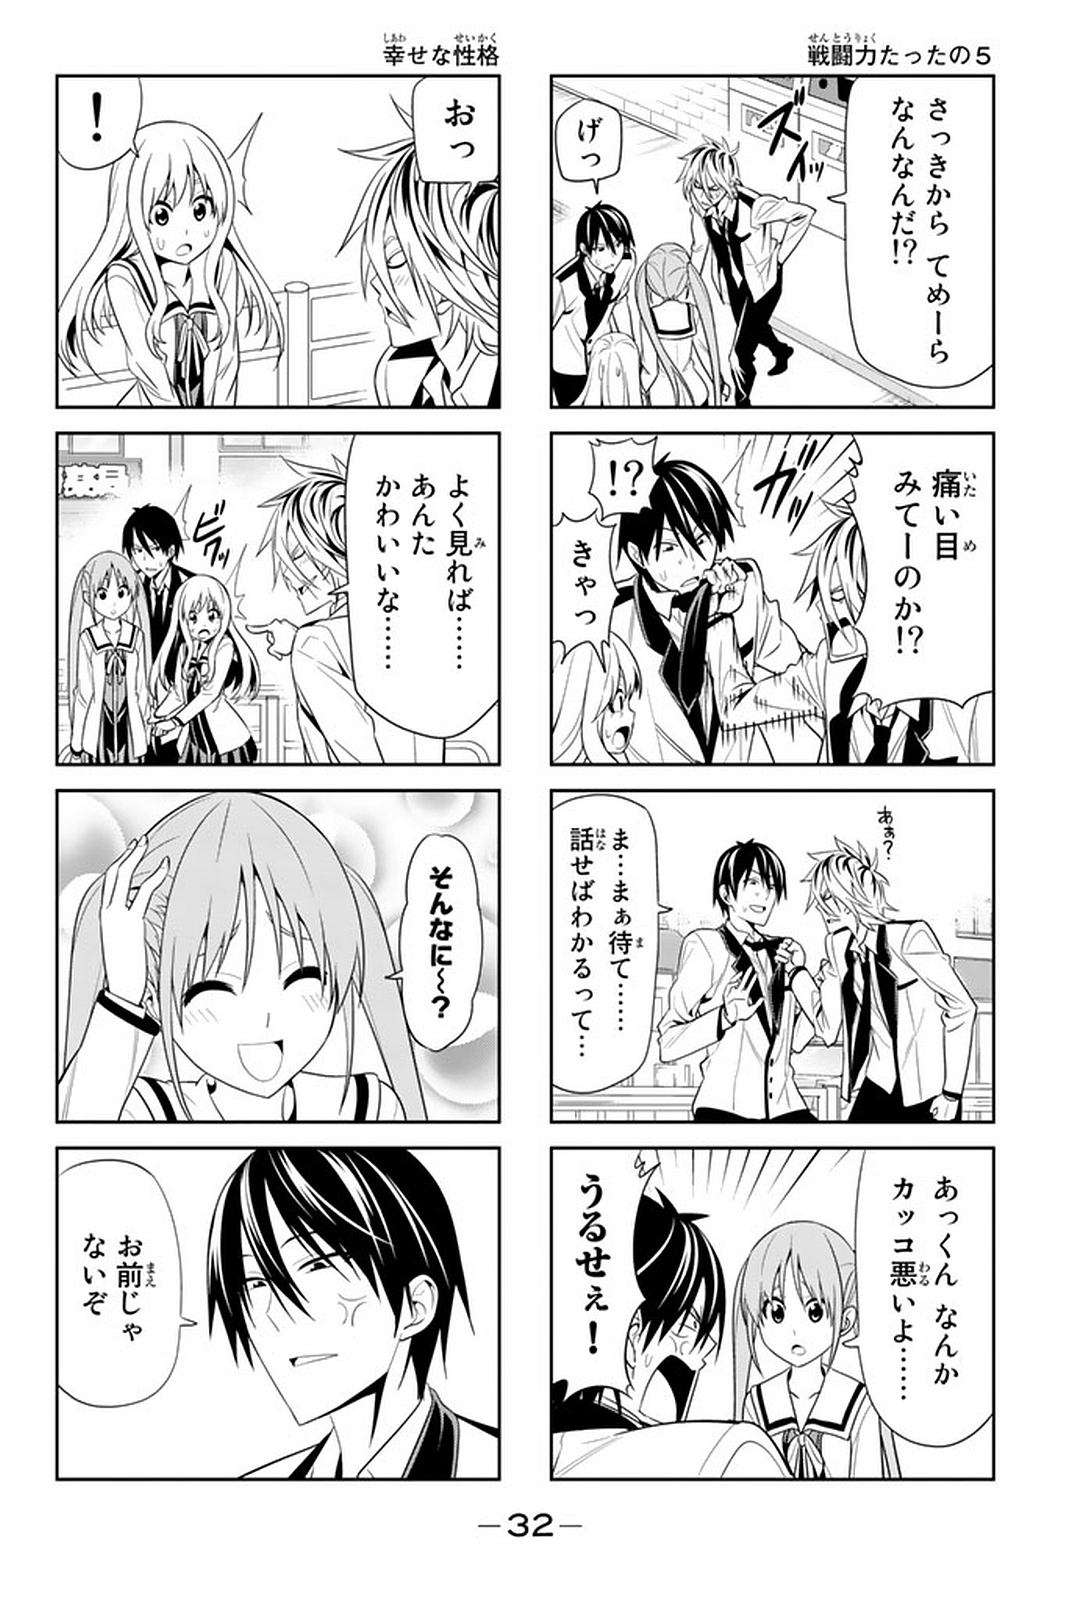 戦闘力たったの5
さっきから てめーら
なんなんだ!?
ズズイッ
げっ
痛い目
みてーのか!?
!?
きゃっ
あぁ?
ま…まぁ待て……
話せばわかるって…
あっくん なんか
カッコ悪いよ……
うるせぇ！
幸せな性格
おっ
！
よく見れば……
あんた
かわいいな……
ビッ
そんなに〜?
お前じゃ
ないぞ
—32—